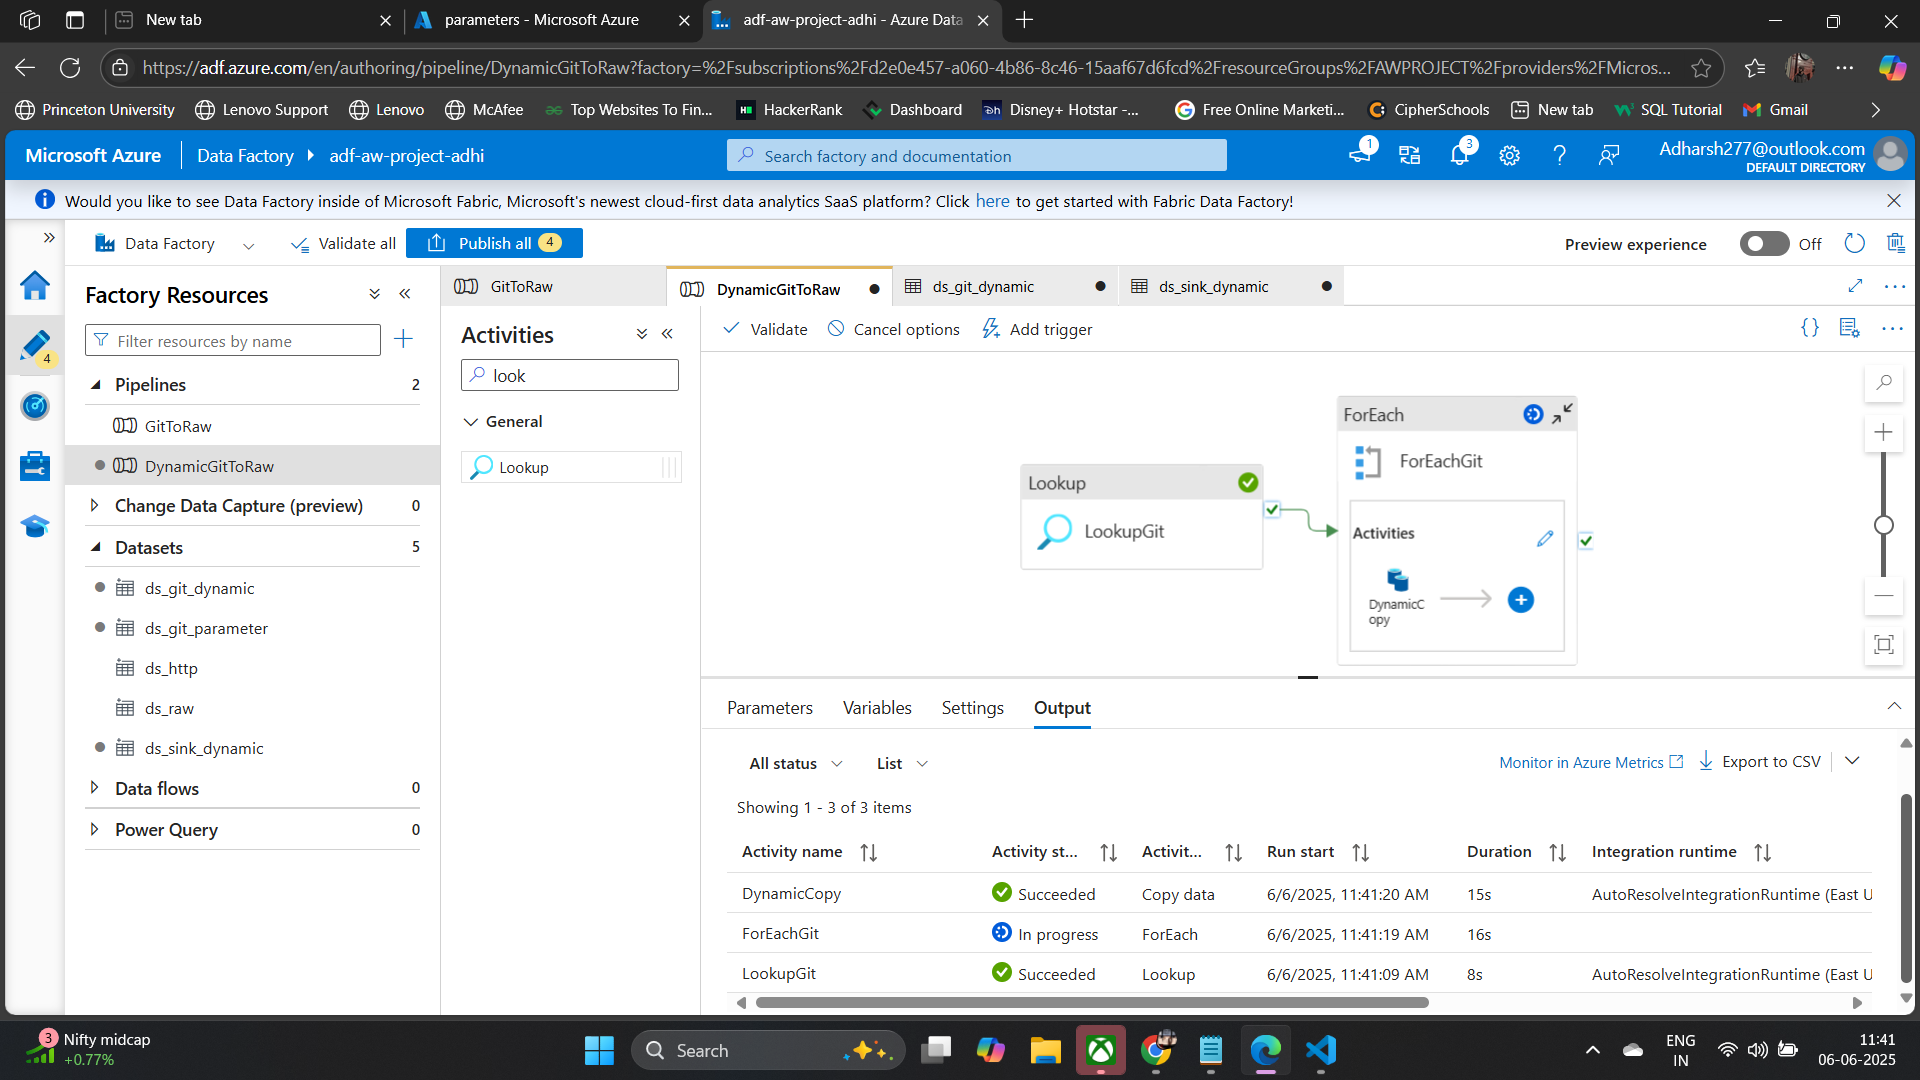 New tab
parameters - Microsoft Azure
adf-aw-project-adhi - Azure Data
https://adf.azure.com/en/authoring/pipeline/DynamicGitToRaw?factory=%2Fsubscriptions%2Fd2e0e457-a060-4b86-8c46-15aaf67d6fcd%2FresourceGroups%2FAWPROJECT%2Fproviders%2FMicros...
Princeton University
Lenovo Support
Lenovo
McAfee
Top Websites To Fin...
HackerRank
Dashboard
Disney+ Hotstar -...
Free Online Marketi...
CipherSchools
New tab
SQL Tutorial
Gmail
Microsoft Azure
Data Factory
adf-aw-project-adhi
Search factory and documentation
1
3
Adharsh277@outlook.com
DEFAULT DIRECTORY
Would you like to see Data Factory inside of Microsoft Fabric, Microsoft's newest cloud-first data analytics SaaS platform? Click here to get started with Fabric Data Factory!
Data Factory
Validate all
Publish all 4
Preview experience
Off
4
Factory Resources
Filter resources by name
Pipelines 2
GitToRaw
DynamicGitToRaw
Change Data Capture (preview) 0
Datasets 5
ds_git_dynamic
ds_git_parameter
ds_http
ds_raw
ds_sink_dynamic
Data flows 0
Power Query 0
GitToRaw
DynamicGitToRaw
ds_git_dynamic
ds_sink_dynamic
Activities
look
General
Lookup
Validate
Cancel options
Add trigger
Lookup
LookupGit
ForEach
ForEachGit
Activities
DynamicC
opy
Parameters
Variables
Settings
Output
All status
List
Monitor in Azure Metrics
Export to CSV
Showing 1 - 3 of 3 items
Activity name Activity st... Activit... Run start Duration Integration runtime
DynamicCopy Succeeded Copy data 6/6/2025, 11:41:20 AM 15s AutoResolveIntegrationRuntime (East U
ForEachGit In progress ForEach 6/6/2025, 11:41:19 AM 16s
LookupGit Succeeded Lookup 6/6/2025, 11:41:09 AM 8s AutoResolveIntegrationRuntime (East U
3
Nifty midcap
+0.77%
Search
ENG
IN
11:41
06-06-2025